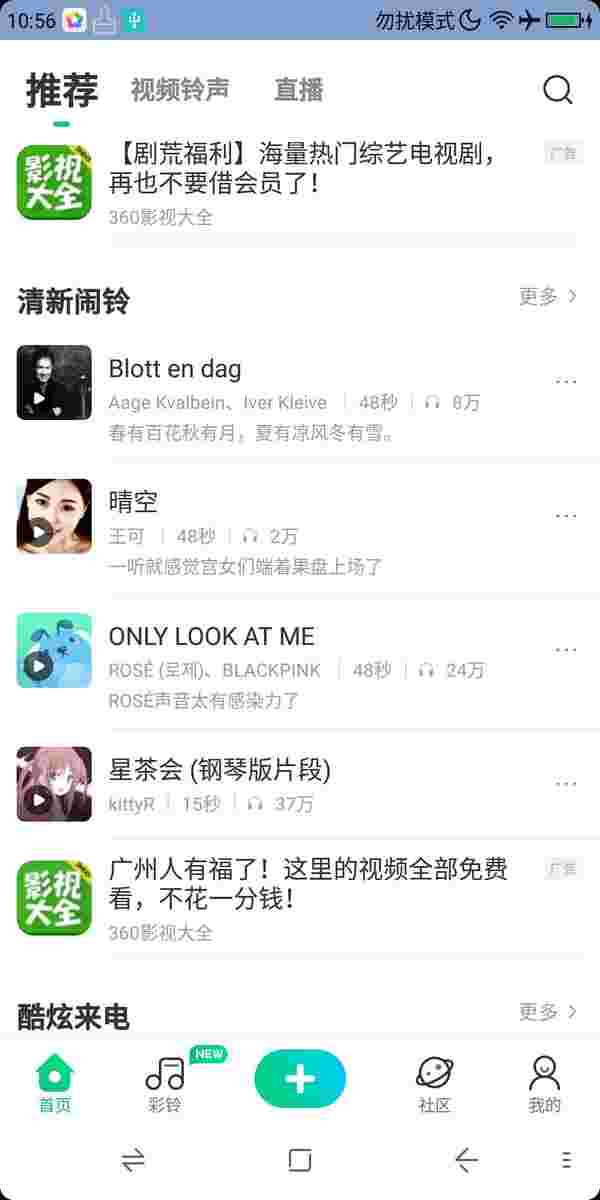 10:56 勿扰模式
推荐 视频铃声 直播
影视大全
【剧荒福利】海量热门综艺电视剧，
再也不要借会员了！
广告
360影视大全
清新闹铃 更多
Blott en dag
Aage Kvalbein、Iver Kleive 48秒 8万
春有百花秋有月，夏有凉风冬有雪。
晴空
王可 48秒 2万
一听就感觉宫女们端着果盘上场了
ONLY LOOK AT ME
ROSÉ (로제)、BLACKPINK 48秒 24万
ROSÉ声音太有感染力了
星茶会 (钢琴版片段)
kittyR 15秒 37万
影视大全
广州人有福了！这里的视频全部免费
看，不花一分钱！
广告
360影视大全
酷炫来电 更多
NEW
首页 彩铃 社区 我的